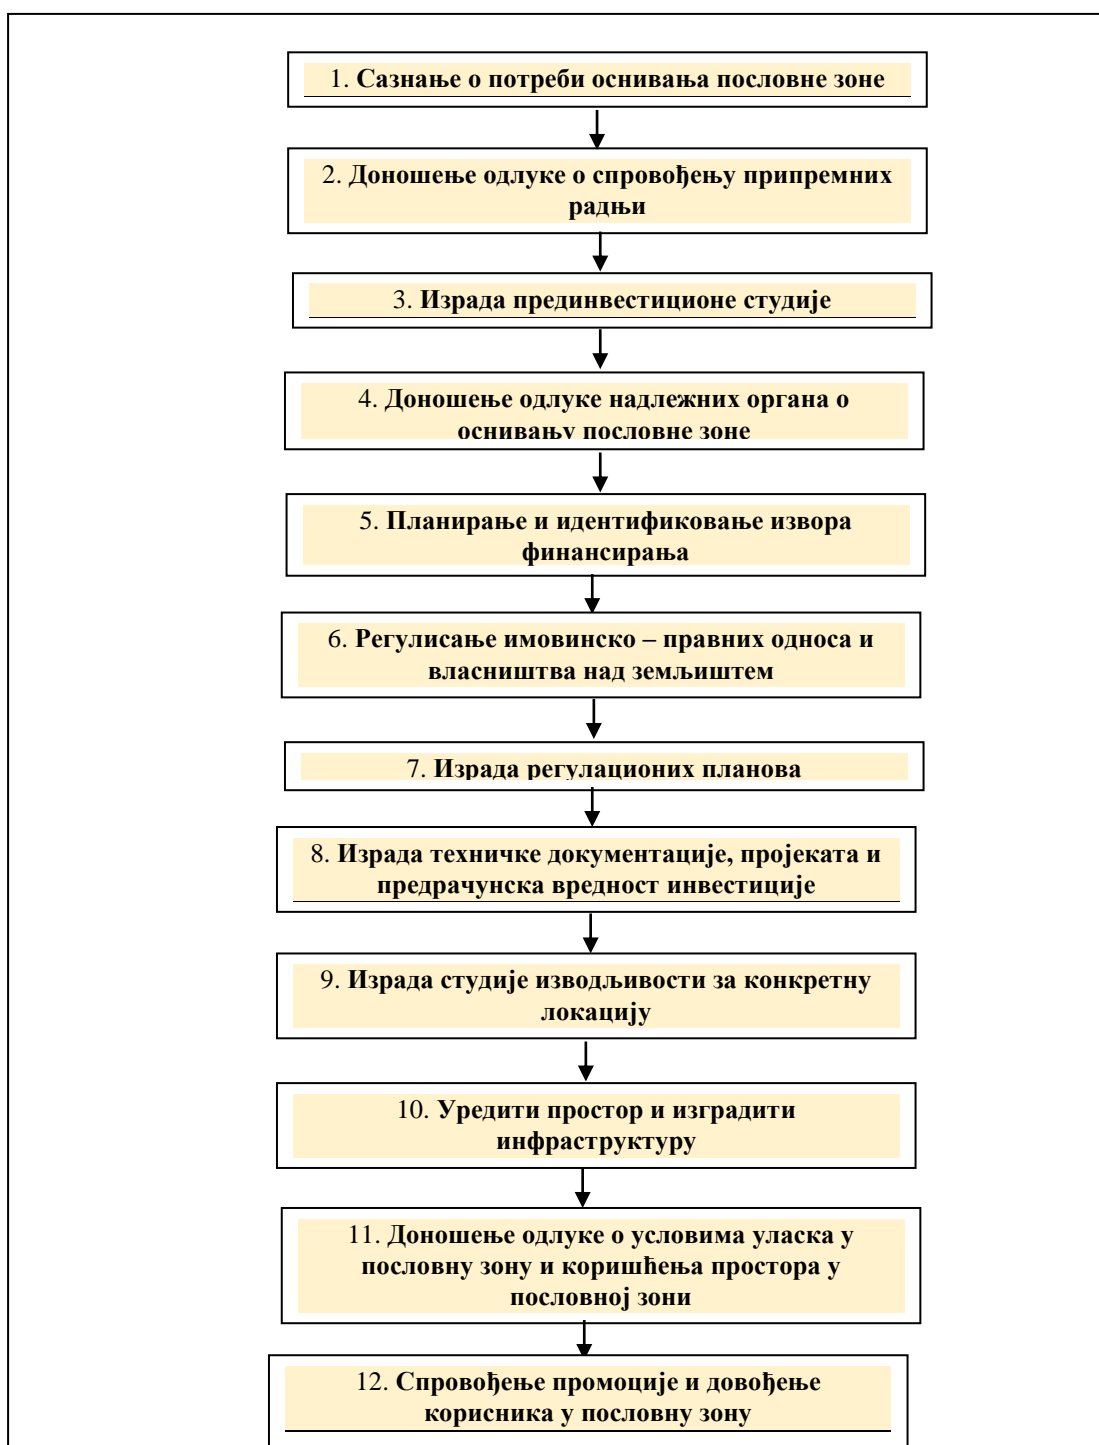 1. Сазнање о потреби оснивања пословне зоне
2. Доношење одлуке о спровођењу припремних
радњи
3. Израда прединвестиционе студије
4. Доношење одлуке надлежних органа о
оснивању пословне зоне
5. Планирање и идентификовање извора
финансирања
6. Регулисање имовинско – правних односа и
власништва над земљиштем
7. Израда регулационих планова
8. Израда техничке документације, пројеката и
предрачунска вредност инвестиције
9. Израда студије изводљивости за конкретну
локацију
10. Уредити простор и изградити
инфраструктуру
11. Доношење одлуке о условима уласка у
пословну зону и коришћења простора у
пословној зони
12. Спровођење промоције и довођење
корисника у пословну зону